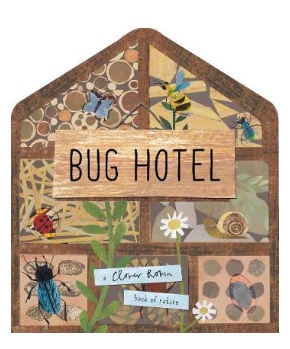 BUG HOTEL
a Clover Robin
book of nature